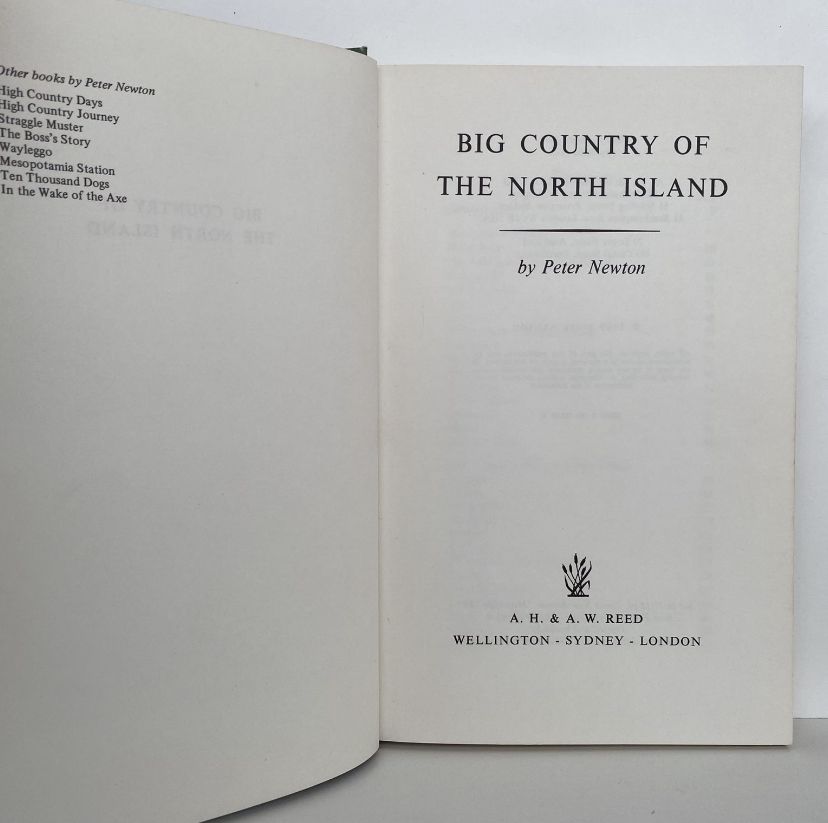 Other books by Peter Newton
High Country Days
High Country Journey
Straggle Muster
The Boss's Story
Wayleggo
Mesopotamia Station
Ten Thousand Dogs
In the Wake of the Axe
BIG COUNTRY OF
THE NORTH ISLAND
by Peter Newton
A. H. & A. W. REED
WELLINGTON - SYDNEY - LONDON